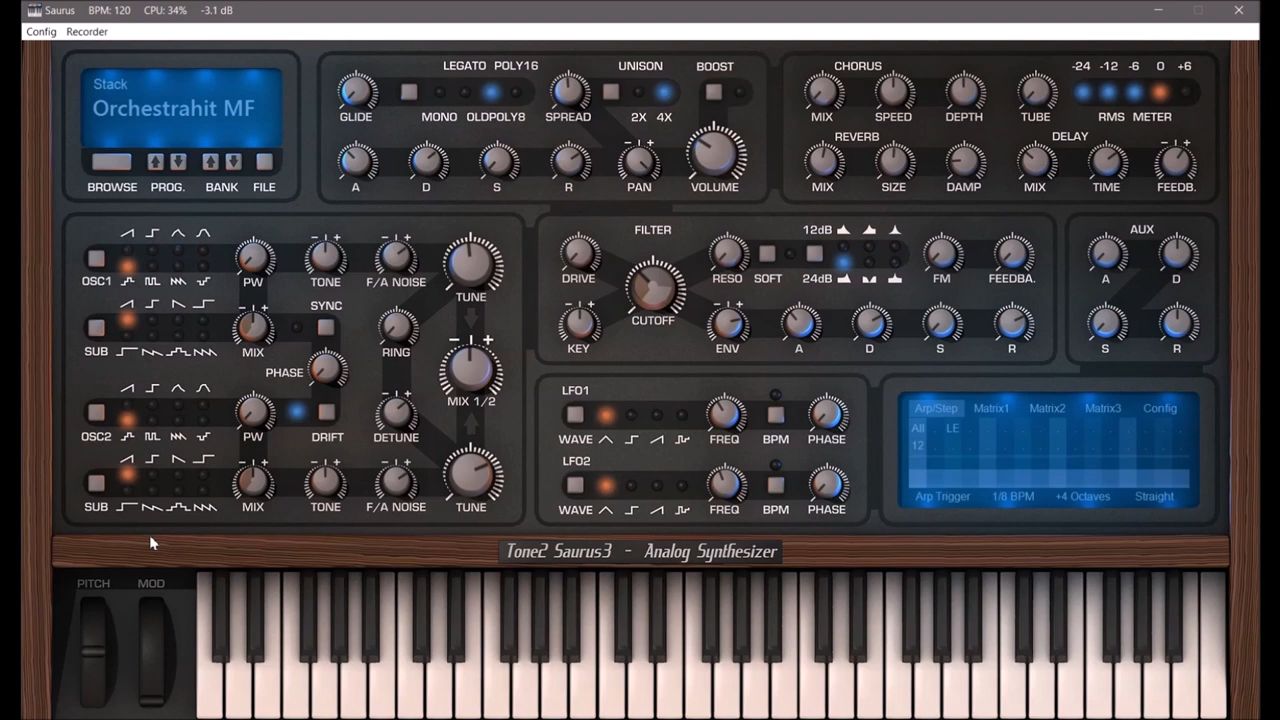 Saurus BPM: 120 CPU: 34% -3.1 dB
Config Recorder
Stack
Orchestrahit MF
BROWSE PROG. BANK FILE
LEGATO POLY16 UNISON BOOST
GLIDE MONO OLDPOLY8 SPREAD 2X 4X
A D S R PAN VOLUME
CHORUS -24 -12 -6 0 +6
MIX SPEED DEPTH TUBE RMS METER
REVERB DELAY
MIX SIZE DAMP MIX TIME FEEDB.
OSC1 PW TONE F/A NOISE TUNE
SYNC
SUB MIX RING
PHASE MIX 1/2
OSC2 PW DRIFT DETUNE
SUB MIX TONE F/A NOISE TUNE
FILTER 12dB
DRIVE RESO SOFT 24dB FM FEEDBA.
CUTOFF
KEY ENV A D S R
AUX
A D
S R
LFO1
WAVE FREQ BPM PHASE
LFO2
WAVE FREQ BPM PHASE
Arp/Step Matrix1 Matrix2 Matrix3 Config
All LE
12
Arp Trigger 1/8 BPM +4 Octaves Straight
Tone2 Saurus3 - Analog Synthesizer
PITCH MOD